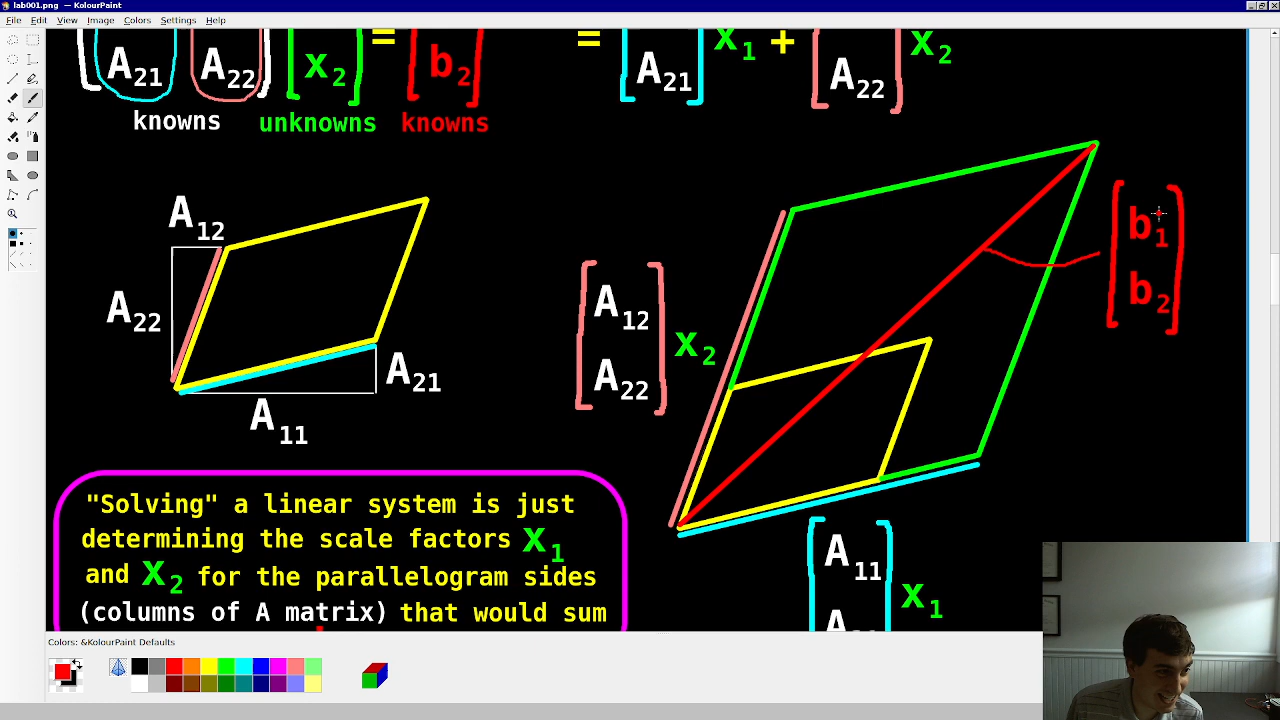 lab001.png — KolourPaint
File Edit View Image Colors Settings Help
[ A21 A22 ] [ x2 ] = [ b2 ] = [ A21 ] x1 + [ A22 ] x2
knowns unknowns knowns
A12
A22
A21
A11
[ A12
A22 ] x2
[ b1
b2 ]
[ A11 ] x1
"Solving" a linear system is just
determining the scale factors x1
and x2 for the parallelogram sides
(columns of A matrix) that would sum
Colors: &KolourPaint Defaults